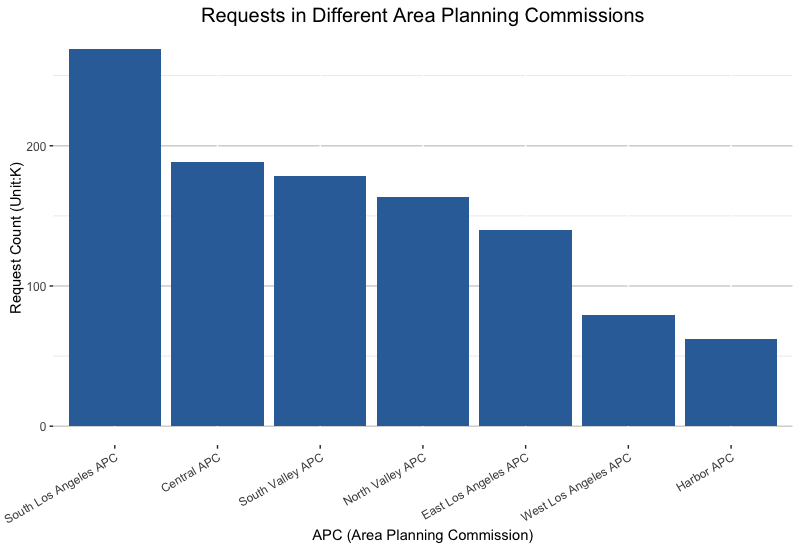 Requests in Different Area Planning Commissions
Request Count (Unit:K)
200
100
0
South Los Angeles APC
Central APC
South Valley APC
North Valley APC
East Los Angeles APC
West Los Angeles APC
Harbor APC
APC (Area Planning Commission)